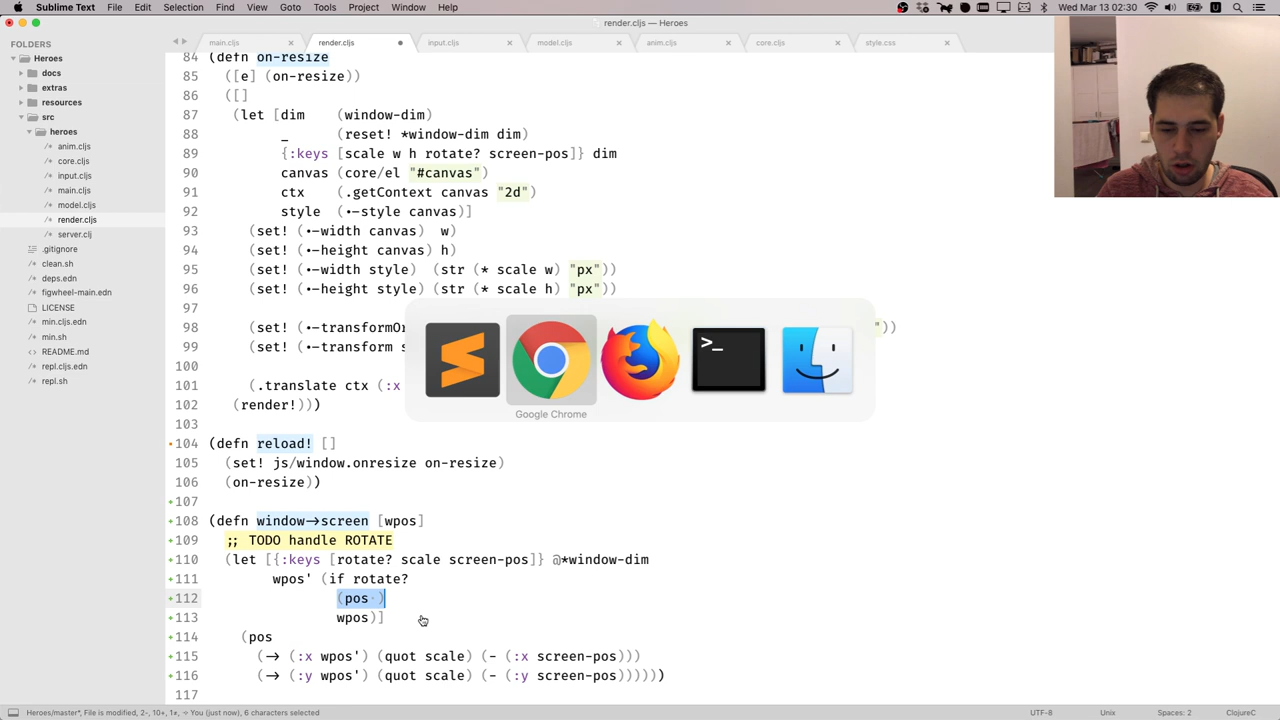 Sublime Text File Edit Selection Find View Goto Tools Project Window Help
Wed Mar 13 02:30
render.cljs — Heroes
FOLDERS
Heroes
docs
extras
resources
src
heroes
anim.cljs
core.cljs
input.cljs
main.cljs
model.cljs
render.cljs
server.clj
.gitignore
clean.sh
deps.edn
figwheel-main.edn
LICENSE
min.cljs.edn
min.sh
README.md
repl.cljs.edn
repl.sh
main.cljs render.cljs input.cljs model.cljs anim.cljs core.cljs style.css
84 (defn on-resize
85 ([e] (on-resize))
86 ([]
87 (let [dim (window-dim)
88 _ (reset! *window-dim dim)
89 {:keys [scale w h rotate? screen-pos]} dim
90 canvas (core/el "#canvas")
91 ctx (.getContext canvas "2d")
92 style (•—style canvas)]
93 (set! (•—width canvas) w)
94 (set! (•—height canvas) h)
95 (set! (•—width style) (str (* scale w) "px"))
96 (set! (•—height style) (str (* scale h) "px"))
97
98 (set! (•—transformOr "))
99 (set! (•—transform s
100
101 (.translate ctx (:x
102 (render!)))
103
104 (defn reload! []
105 (set! js/window.onresize on-resize)
106 (on-resize))
107
108 (defn window→screen [wpos]
109 ;; TODO handle ROTATE
110 (let [{:keys [rotate? scale screen-pos]} @*window-dim
111 wpos' (if rotate?
112 (pos )
113 wpos)]
114 (pos
115 (→ (:x wpos') (quot scale) (- (:x screen-pos)))
116 (→ (:y wpos') (quot scale) (- (:y screen-pos)))))
117
Google Chrome
Heroes/master*, File is modified, 2-, 10+, 1≠, ÷ You (just now), 6 characters selected
UTF-8 Unix Spaces: 2 ClojureC